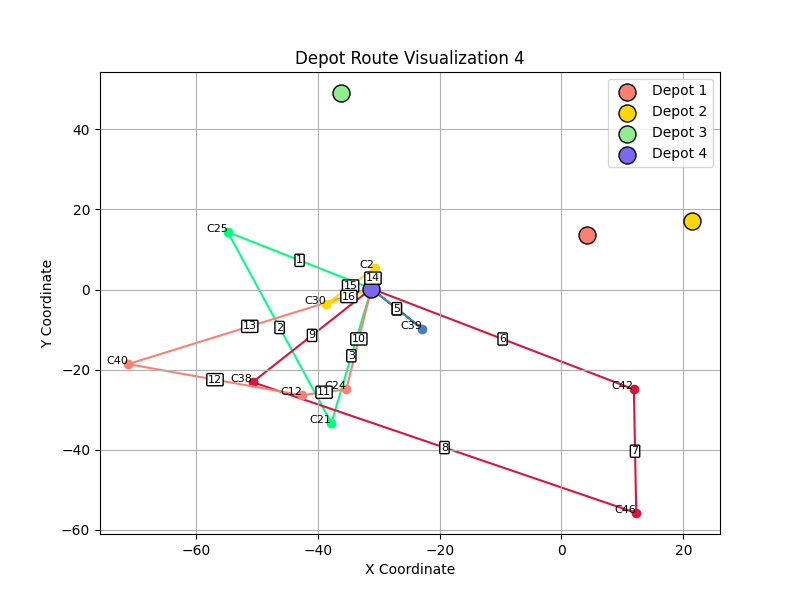 Depot Route Visualization 4
Depot 1
Depot 2
Depot 3
Depot 4
Y Coordinate
40
20
0
−20
−40
−60
C25
1
C2
14
15
16
C30
5
C39
13
2
9
10
6
3
C40
12
C38
C12
11
C24
C42
C21
8
7
C46
−60
−40
−20
0
20
X Coordinate